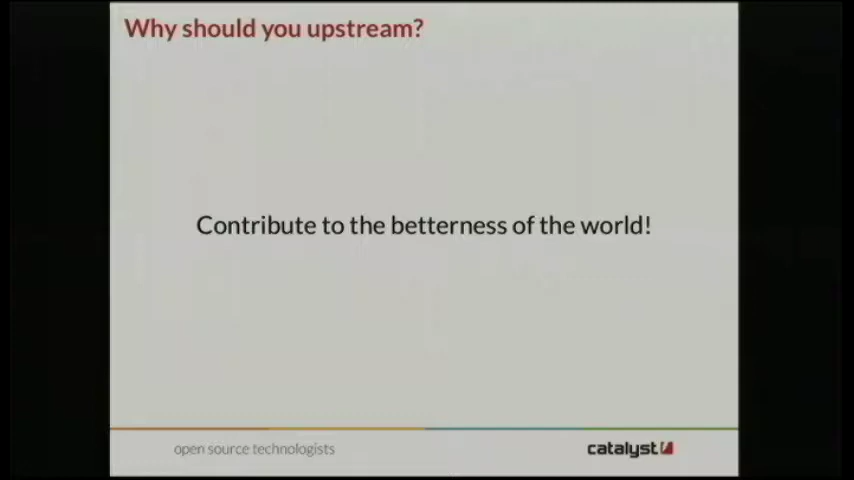 Why should you upstream?
Contribute to the betterness of the world!
open source technologists
catalyst